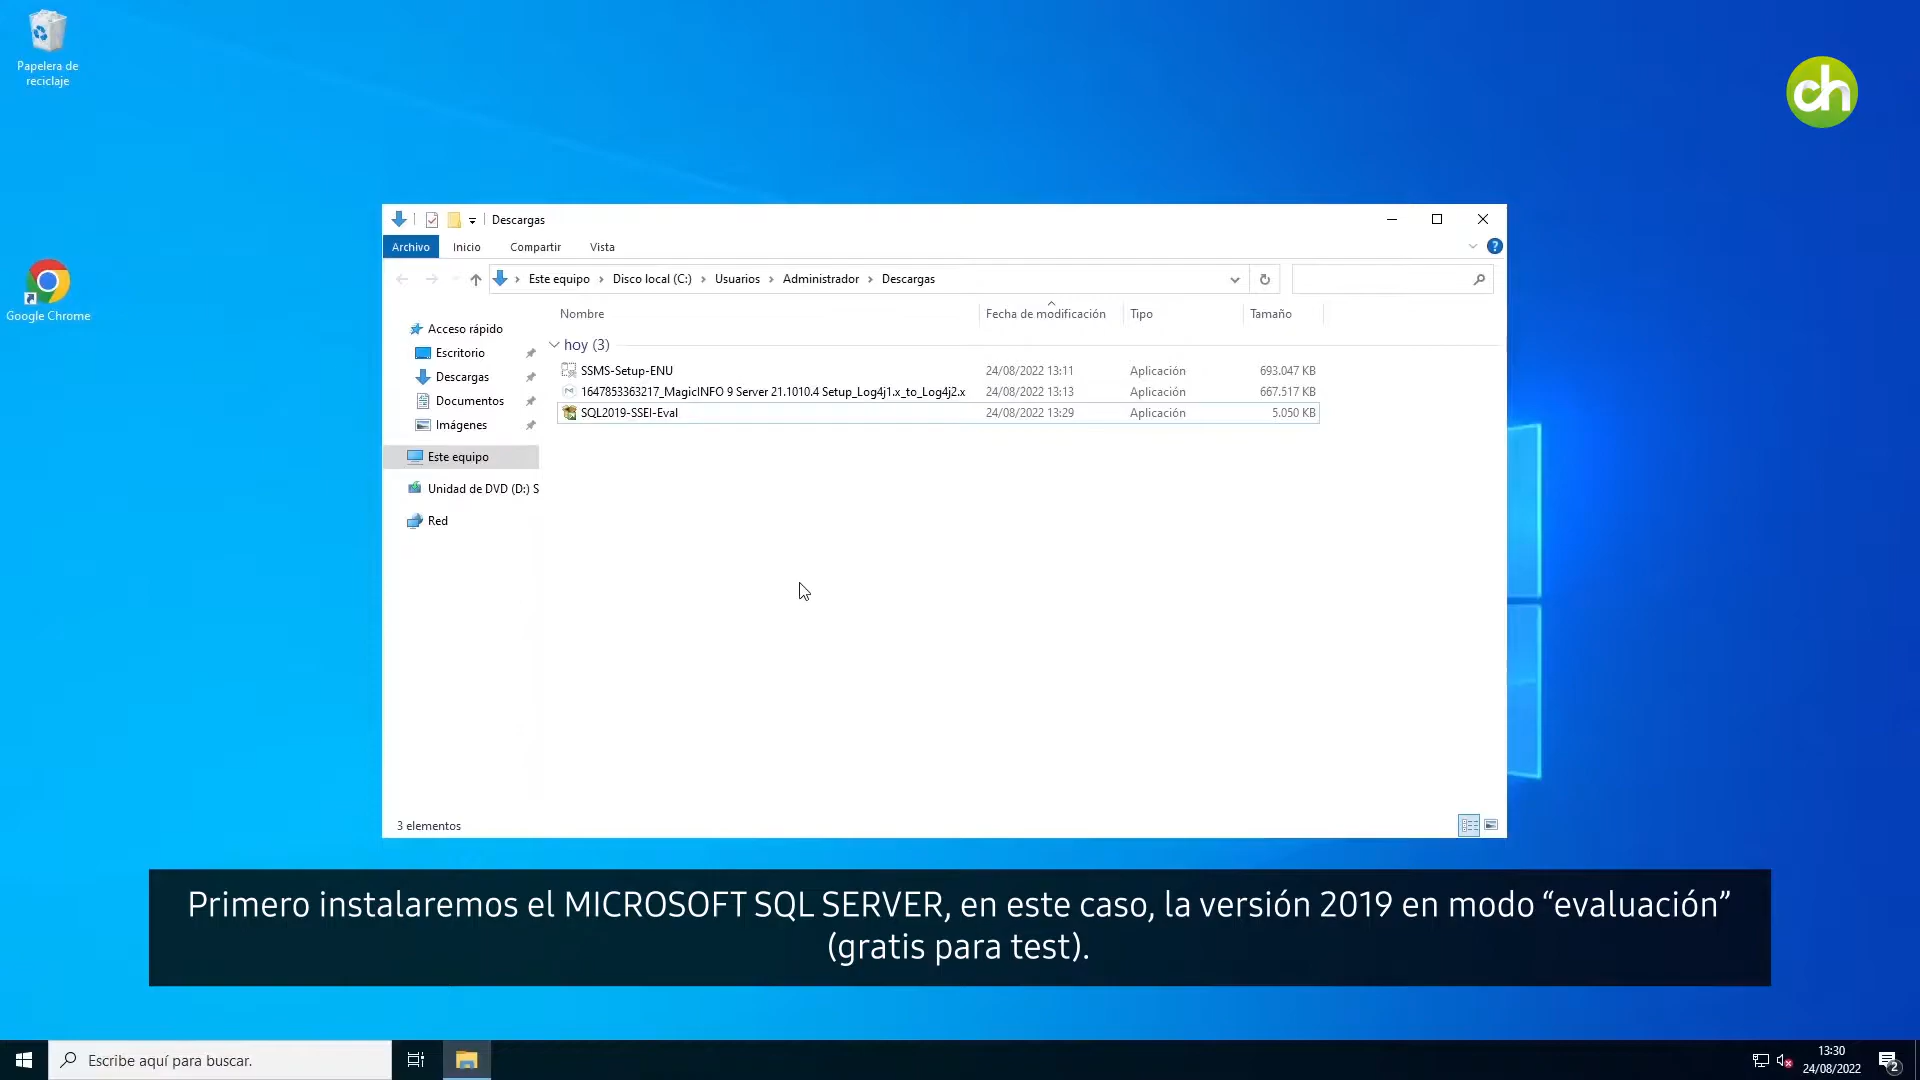 Papelera de
reciclaje
ch
Descargas
Archivo Inicio Compartir Vista
?
Este equipo Disco local (C:) Usuarios Administrador Descargas
Google Chrome
Nombre Fecha de modificación Tipo Tamaño
Acceso rápido
Escritorio
Descargas
Documentos
Imágenes
Este equipo
Unidad de DVD (D:) S
Red
hoy (3)
SSMS-Setup-ENU 24/08/2022 13:11 Aplicación 693.047 KB
1647853363217_MagicINFO 9 Server 21.1010.4 Setup_Log4j1.x_to_Log4j2.x 24/08/2022 13:13 Aplicación 667.517 KB
SQL2019-SSEI-Eval 24/08/2022 13:29 Aplicación 5.050 KB
3 elementos
Primero instalaremos el MICROSOFT SQL SERVER, en este caso, la versión 2019 en modo “evaluación”
(gratis para test).
Escribe aquí para buscar.
13:30
24/08/2022
2